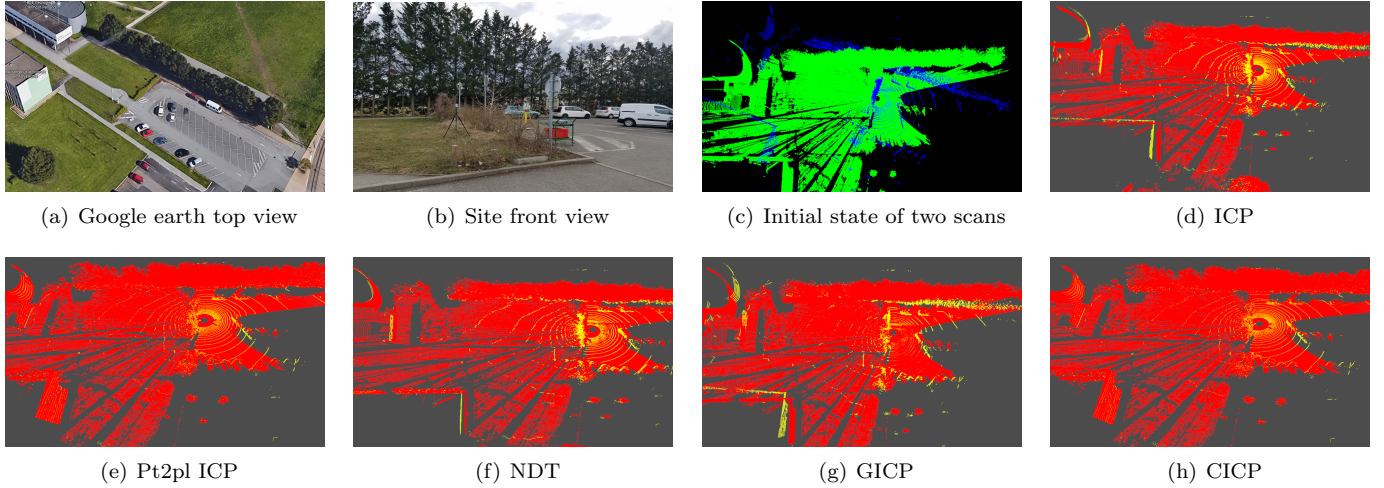 (a) Google earth top view
(b) Site front view
(c) Initial state of two scans
(d) ICP
(e) Pt2pl ICP
(f) NDT
(g) GICP
(h) CICP